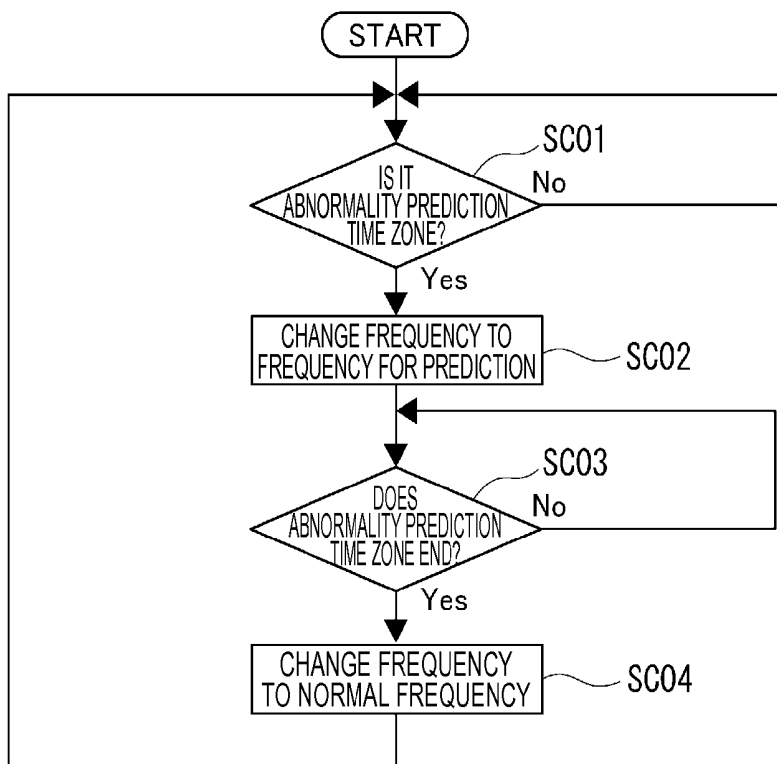 START
SC01
IS IT
ABNORMALITY PREDICTION
TIME ZONE?
No
Yes
CHANGE FREQUENCY TO
FREQUENCY FOR PREDICTION
SC02
SC03
DOES
ABNORMALITY PREDICTION
TIME ZONE END?
No
Yes
CHANGE FREQUENCY
TO NORMAL FREQUENCY
SC04